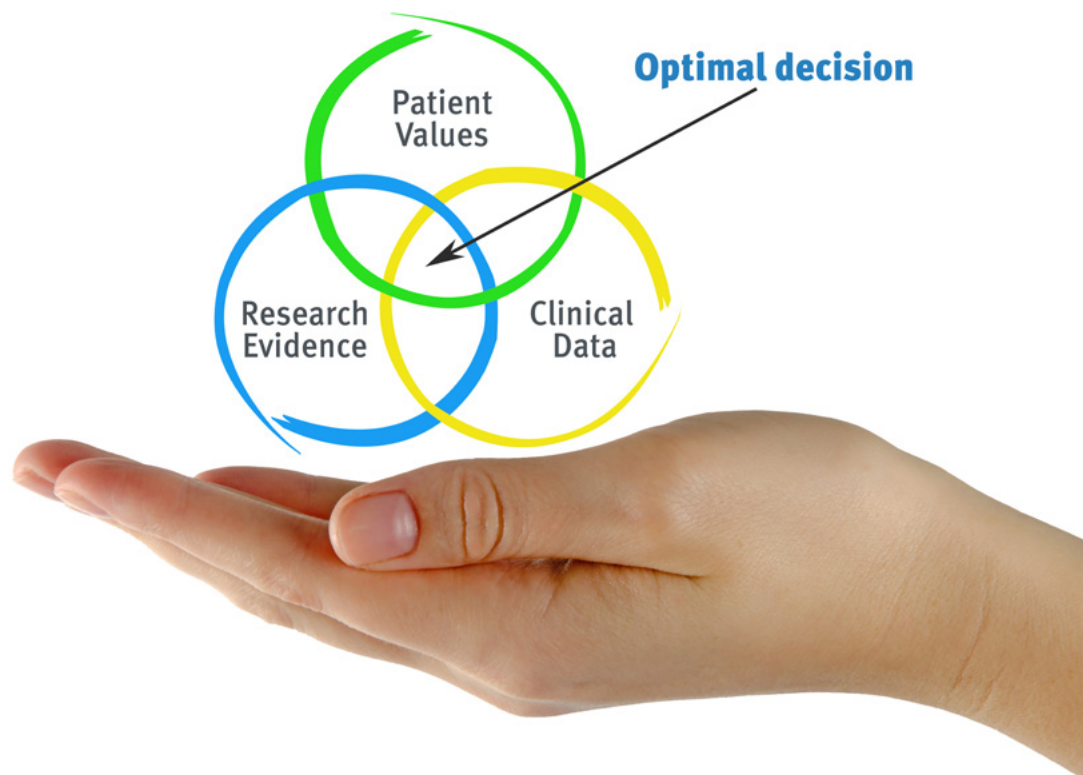 Optimal decision
Patient
Values
Research
Evidence
Clinical
Data